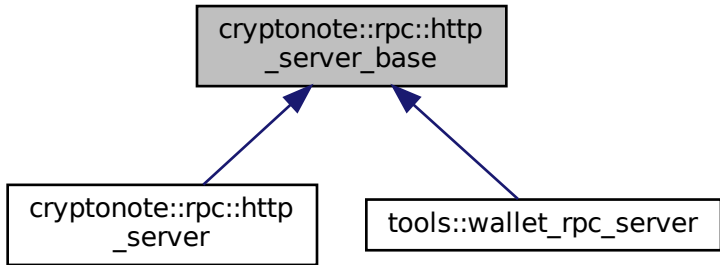 cryptonote::rpc::http
_server_base
cryptonote::rpc::http
_server
tools::wallet_rpc_server